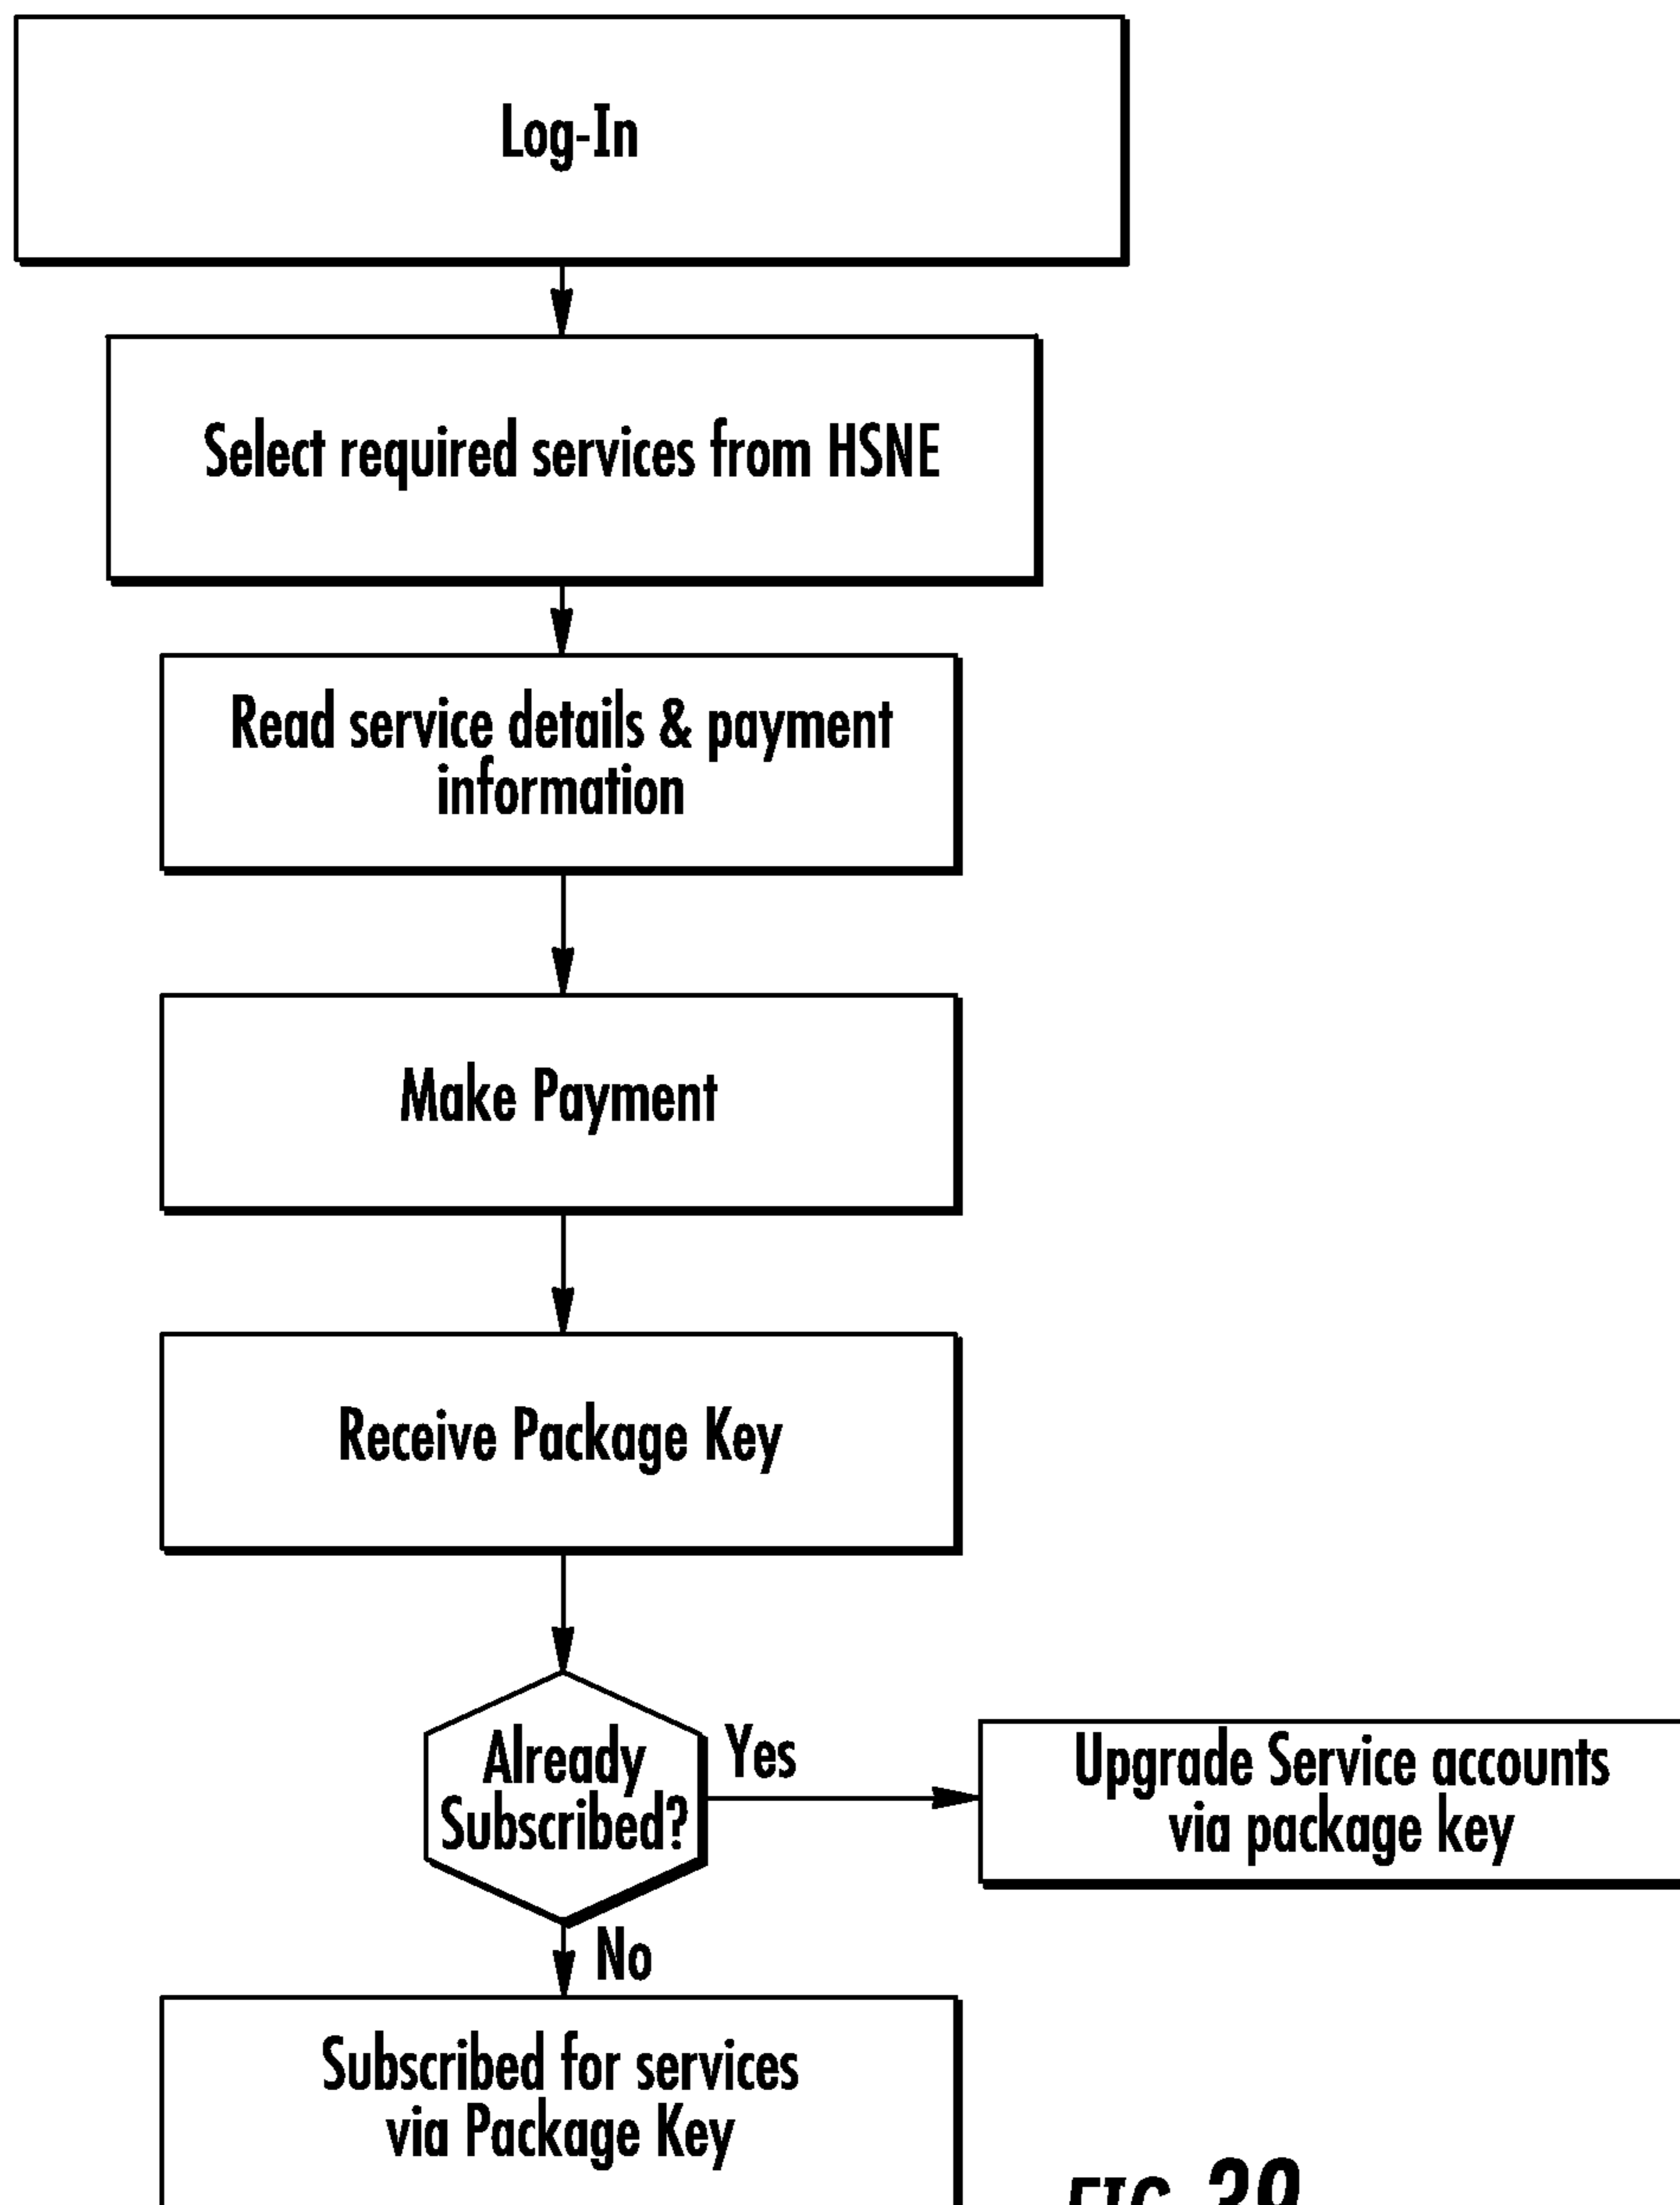 Log-In
Select required services from HSNE
Read service details & payment
information
Make Payment
Receive Package Key
Already
Subscribed?
Yes
Upgrade Service accounts
via package key
No
Subscribed for services
via Package Key
FIG.